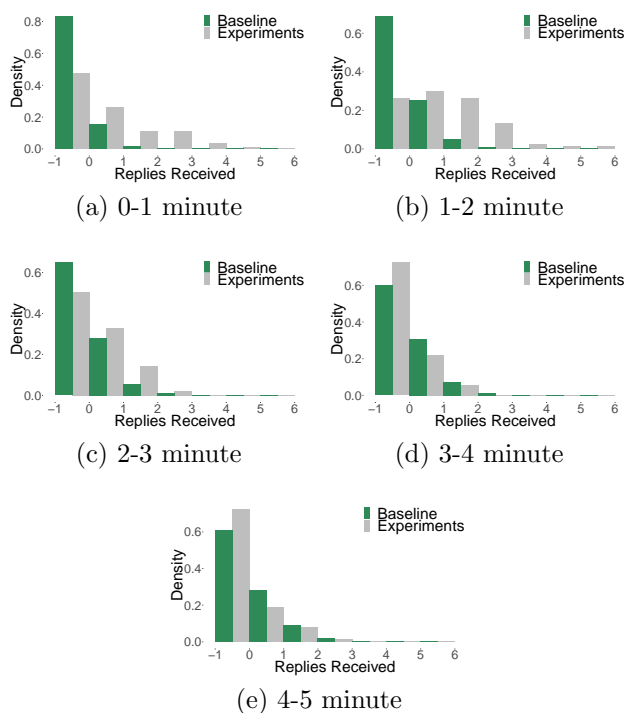 Baseline
Experiments
Density
0.8
0.4
0.0
−1 0 1 2 3 4 5 6
Replies Received
(a) 0-1 minute
Baseline
Experiments
Density
0.6
0.4
0.2
0.0
−1 0 1 2 3 4 5 6
Replies Received
(b) 1-2 minute
Baseline
Experiments
Density
0.6
0.4
0.2
0.0
−1 0 1 2 3 4 5 6
Replies Received
(c) 2-3 minute
Baseline
Experiments
Density
0.6
0.4
0.2
0.0
−1 0 1 2 3 4 5 6
Replies Received
(d) 3-4 minute
Baseline
Experiments
Density
0.6
0.4
0.2
0.0
−1 0 1 2 3 4 5 6
Replies Received
(e) 4-5 minute